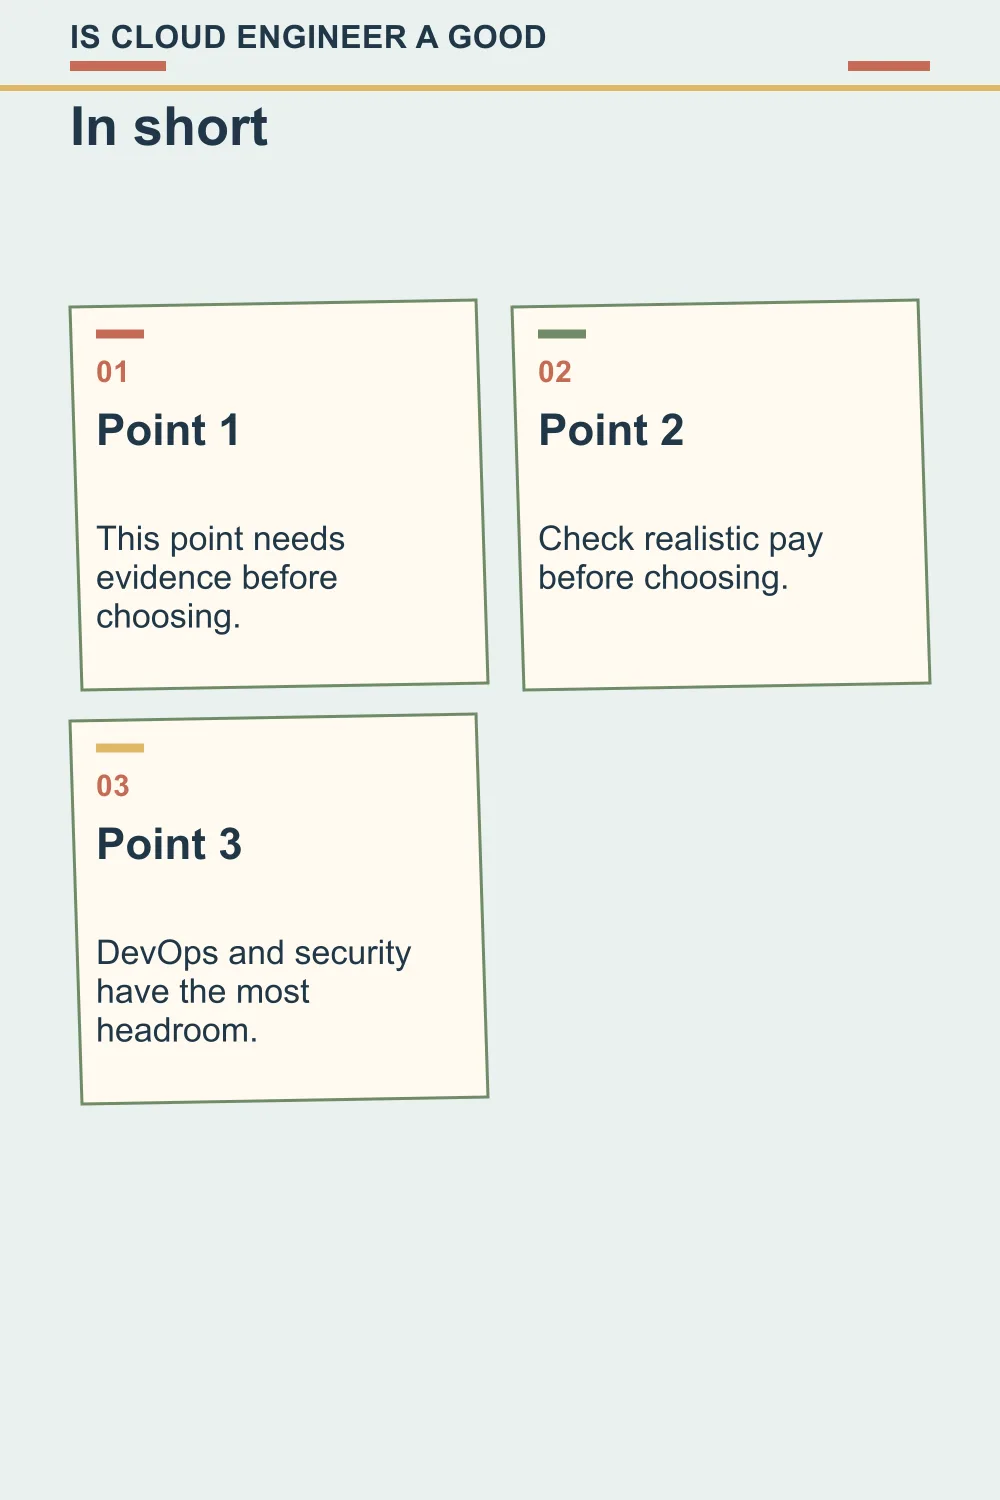 IS CLOUD ENGINEER A GOOD
In short
01
Point 1
This point needs
evidence before
choosing.
02
Point 2
Check realistic pay
before choosing.
03
Point 3
DevOps and security
have the most
headroom.